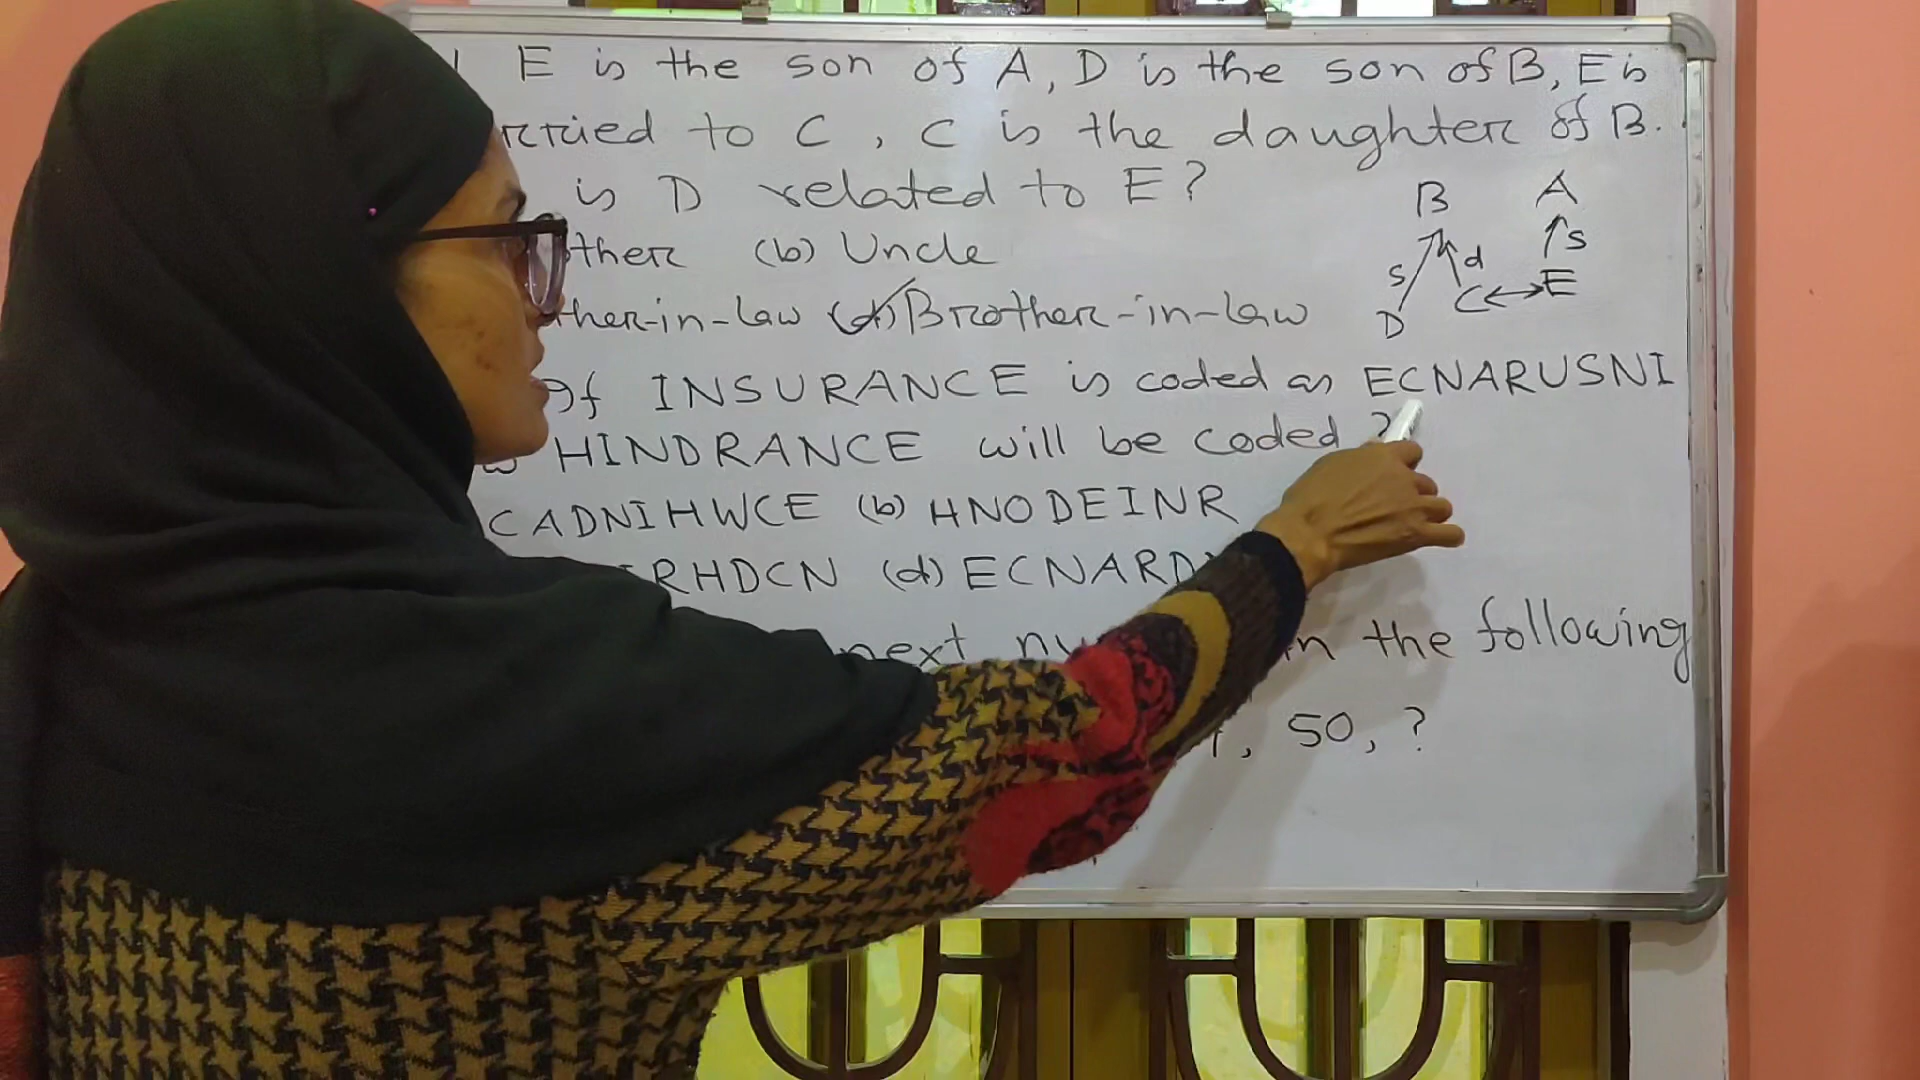 E is the son of A, D is the son of B, E is
rried to C, C is the daughter of B.
is D related to E?
B A
s d s
D C E
ther (b) Uncle
ther-in-law (d) Brother-in-law
If INSURANCE is coded as ECNARUSNI
w HINDRANCE will be coded ?
CADNIHWCE (b) HNODEINR
RHDCN (d) ECNARD
next in the following
, 50, ?